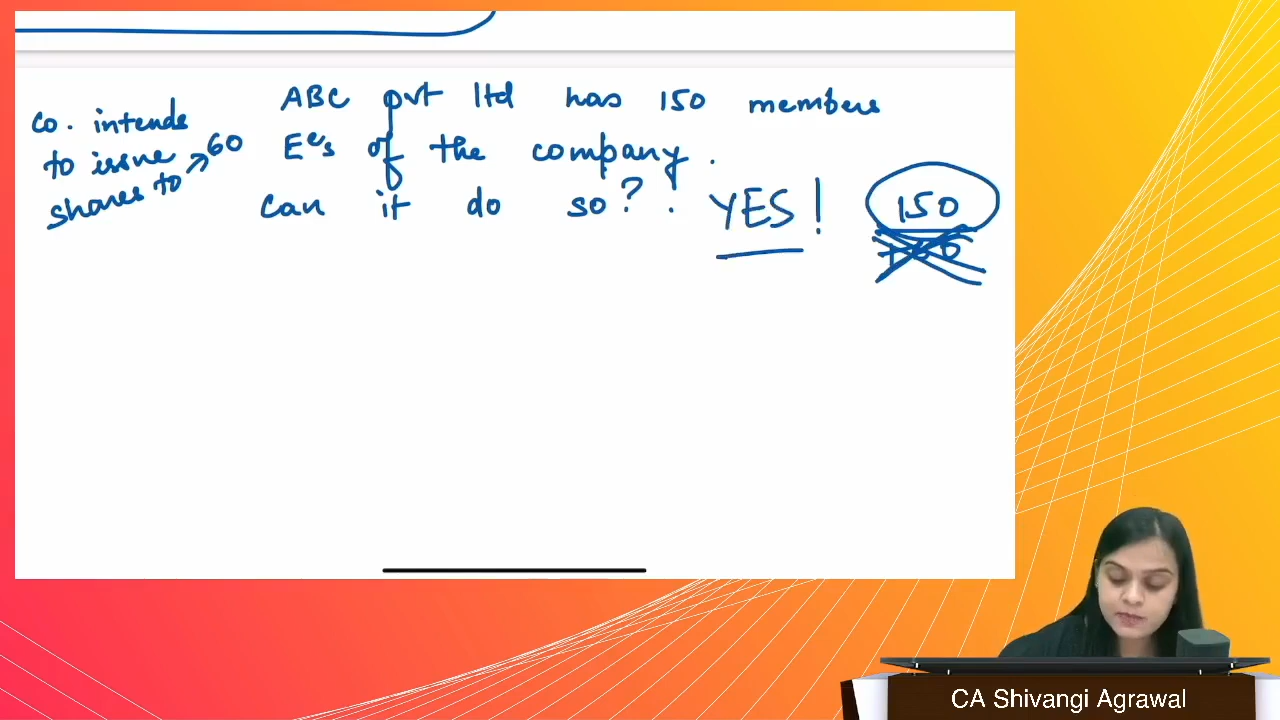 ABC pvt ltd has 150 members
Co. intends
to issue
shares to → 60 Ees of the company.
Can it do so? YES! 150
CA Shivangi Agrawal